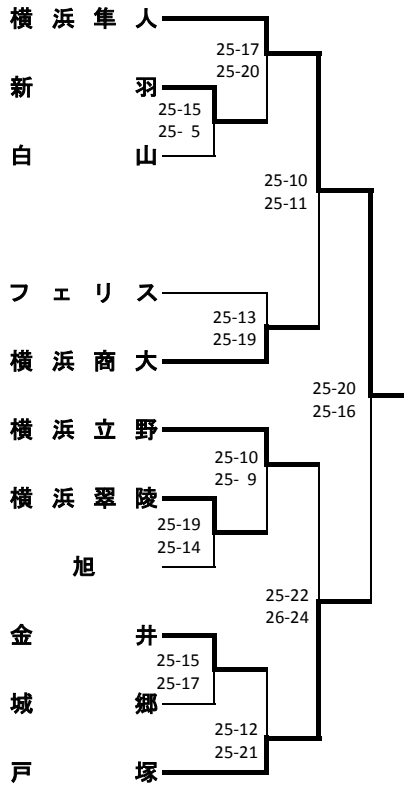 横浜隼人
25-17
25-20
新羽
25-15
25- 5
白山
25-10
25-11
フェリス
25-13
25-19
横浜商大
25-20
25-16
横浜立野
25-10
25- 9
横浜翠陵
25-19
25-14
旭
25-22
26-24
金井
25-15
25-17
城郷
25-12
25-21
戸塚